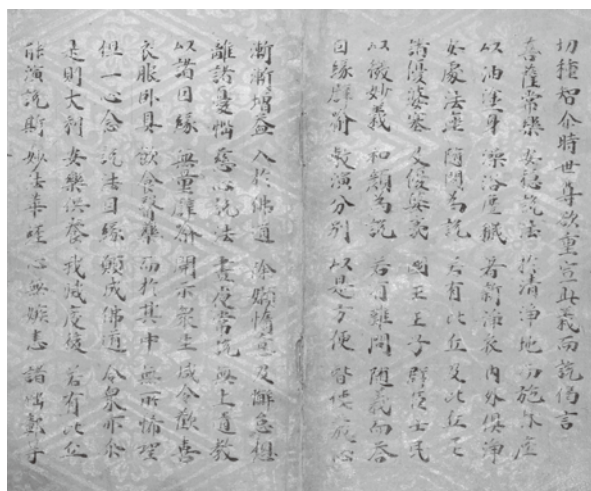 切種智尒時世尊欲重宣此義而說偈言
菩薩常樂 安穩說法 於清淨地 而施床座
以油塗身 澡浴塵穢 著新淨衣 內外俱淨
安處法座 隨問為說 若有比丘 及比丘尼
諸優婆塞 及優婆夷 國王王子 群臣士民
以微妙義 和顏為說 若有難問 隨義而答
因緣譬喻 敷演分別 以是方便 皆使發心
漸漸增益 入於佛道 除嬾惰意 及懈怠想
離諸憂惱 慈心說法 晝夜常說 無上道教
以諸因緣 無量譬喻 開示眾生 咸令歡喜
衣服臥具 飲食醫藥 而於其中 無所悕望
但一心念 說法因緣 願成佛道 令眾亦尒
是則大利 安樂供養 我滅度後 若有比丘
能演說斯 妙法華經 心無嫉恚 諸惱障